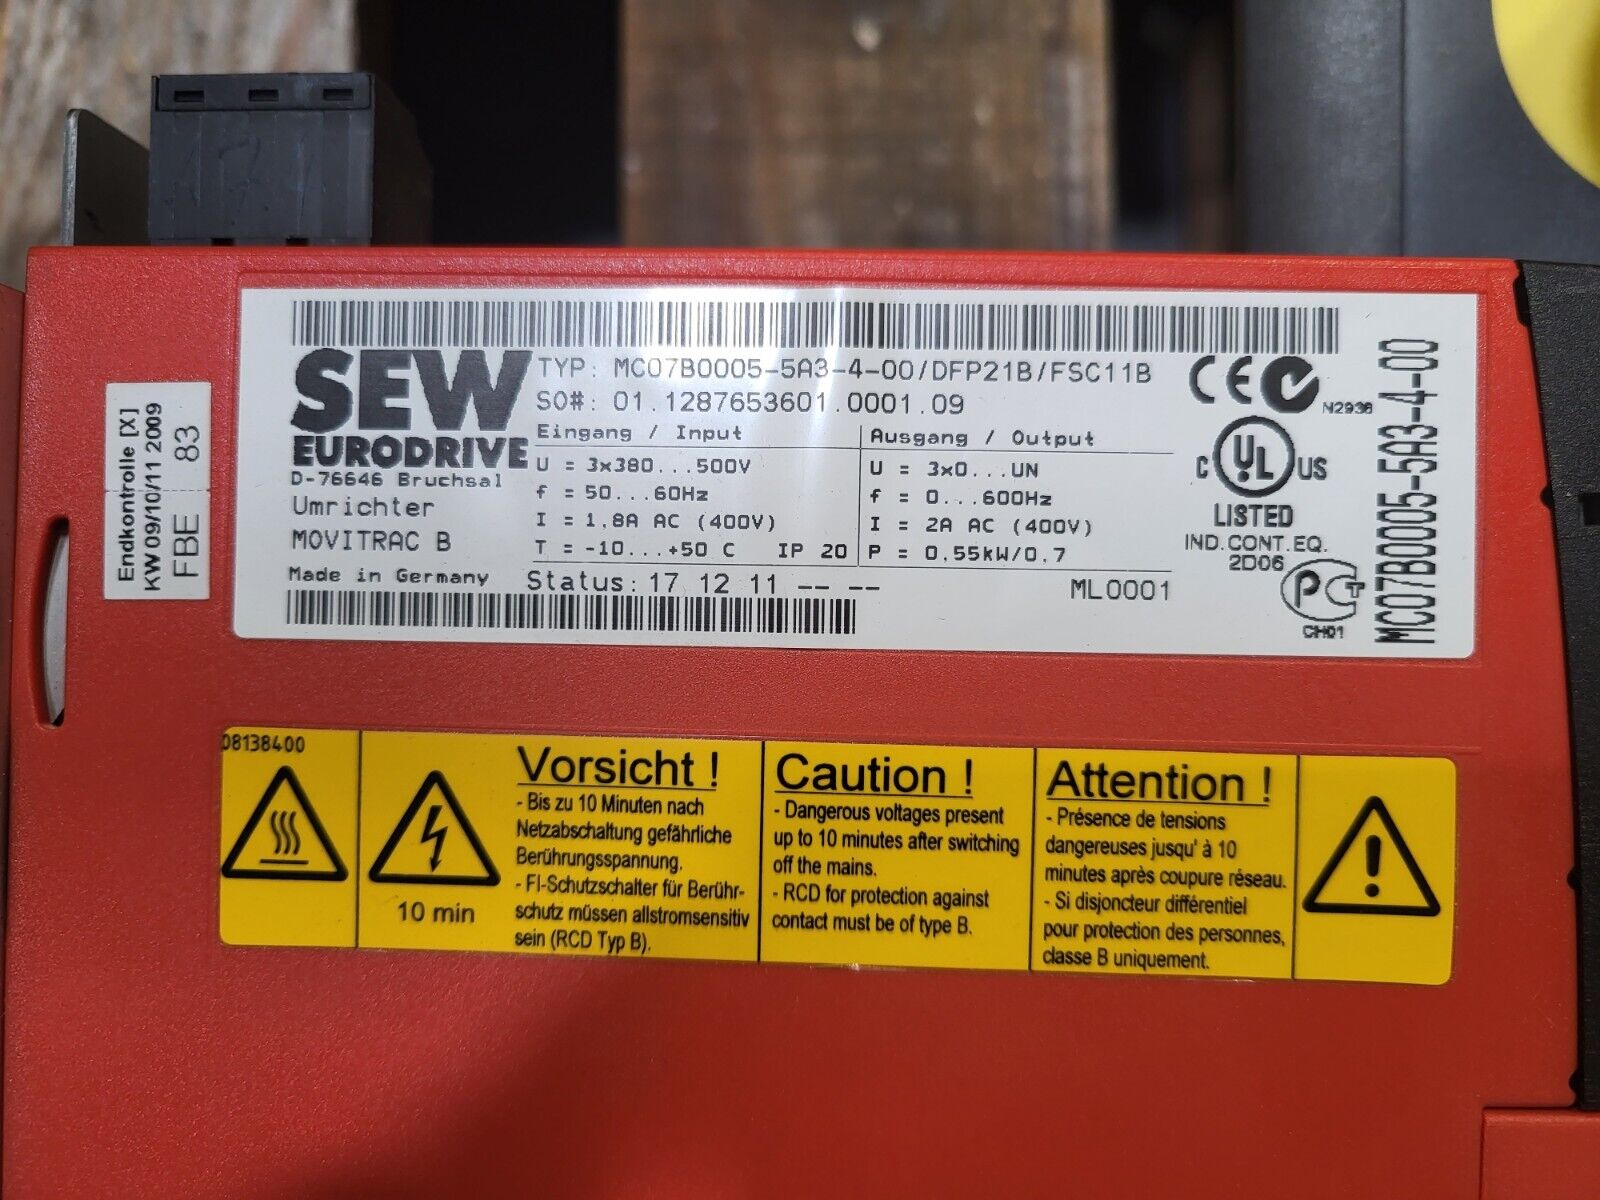 SEW
EURODRIVE
D-76646 Bruchsal
Umrichter
MOVITRAC B
Made in Germany
TYP: MC07B0005-5A3-4-00/DFP21B/FSC11B
SO#: 01.1287653601.0001.09
Eingang / Input
U = 3x380...500V
f = 50...60Hz
I = 1,8A AC (400V)
T = -10...+50 C IP 20
Ausgang / Output
U = 3x0...UN
f = 0...600Hz
I = 2A AC (400V)
P = 0,55kW/0,7
Status: 17 12 11 -- --
ML0001
CE
N2936
C UL US
LISTED
IND.CONT.EQ.
2D06
PCT
CH01
MC07B0005-5A3-4-00
Endkontrolle [X]
KW 09/10/11 2009
FBE 83
08138400
10 min
Vorsicht !
- Bis zu 10 Minuten nach
Netzabschaltung gefährliche
Berührungsspannung.
- FI-Schutzschalter für Berühr-
schutz müssen allstromsensitiv
sein (RCD Typ B).
Caution !
- Dangerous voltages present
up to 10 minutes after switching
off the mains.
- RCD for protection against
contact must be of type B.
Attention !
- Présence de tensions
dangereuses jusqu' à 10
minutes après coupure réseau.
- Si disjoncteur différentiel
pour protection des personnes,
classe B uniquement.